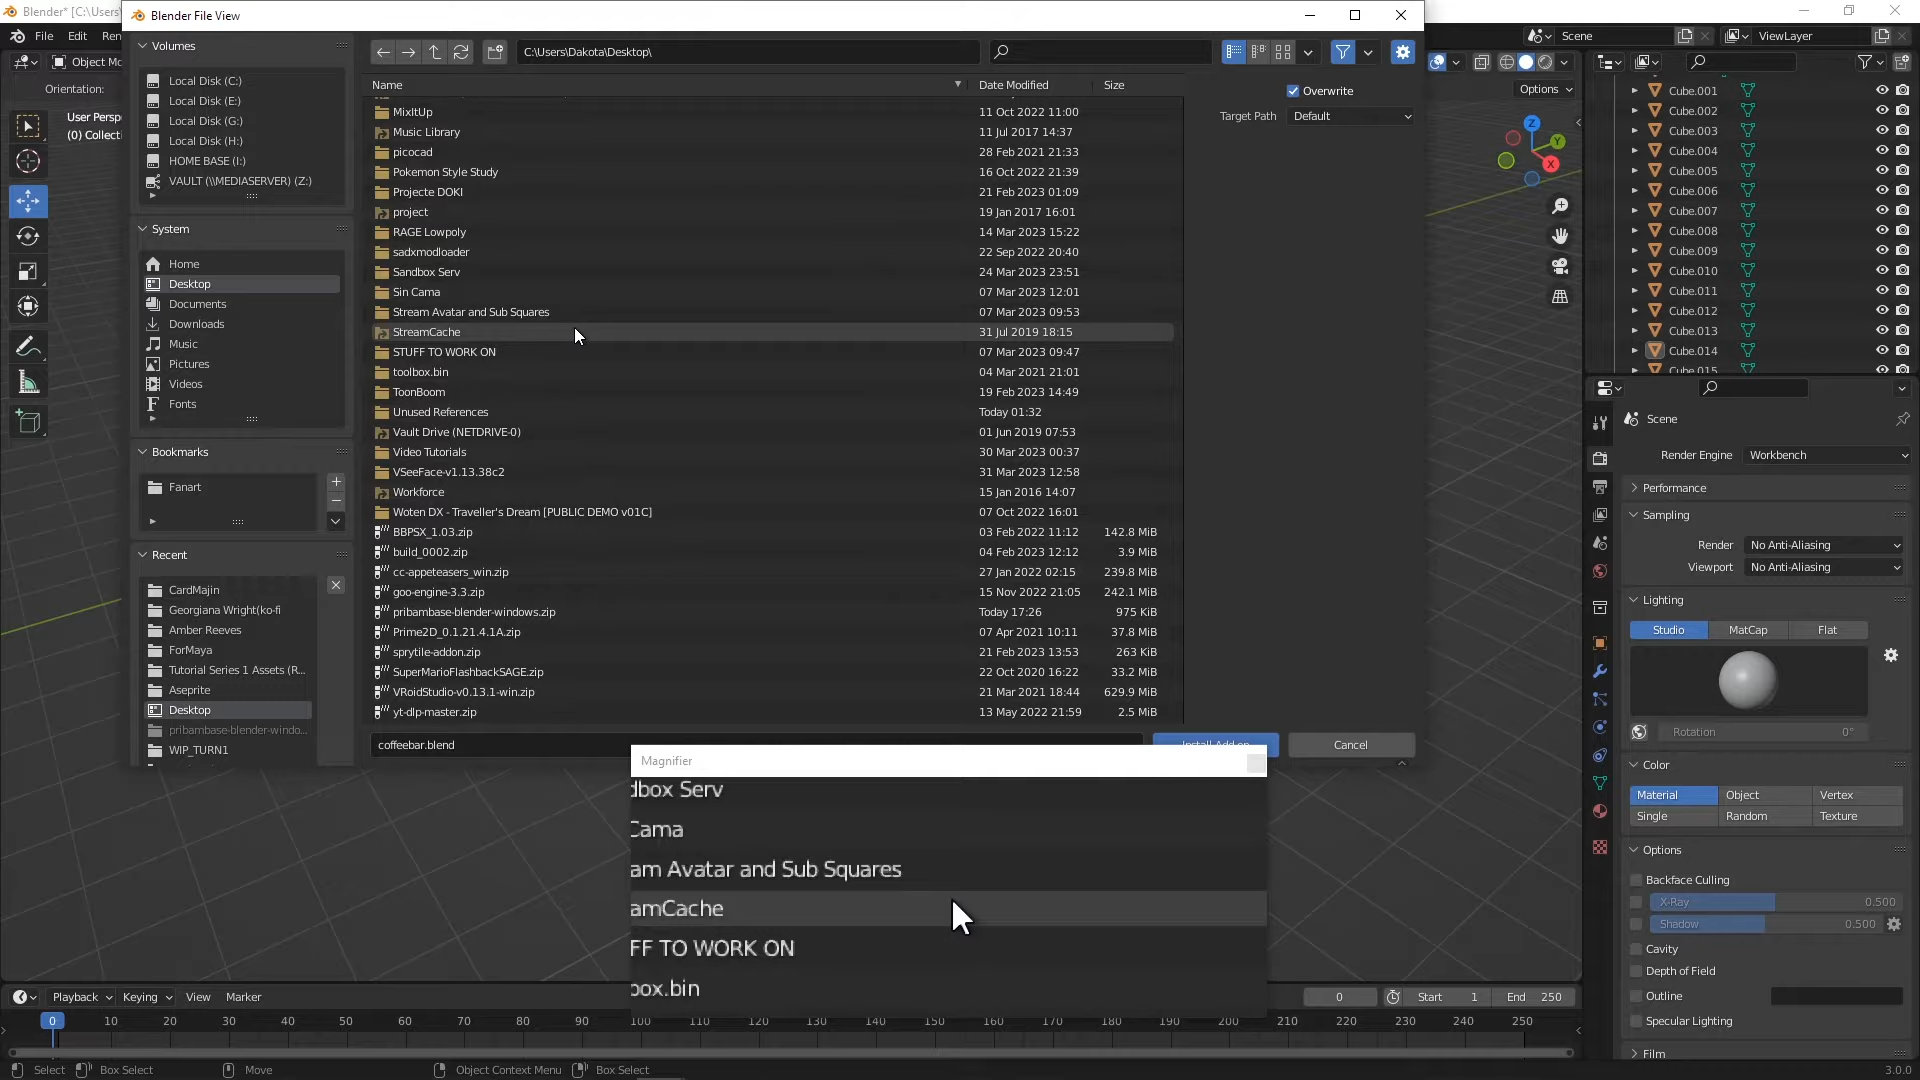 Blender* [C:\Users\
Blender File View
File Edit Ren
Scene
ViewLayer
Object Mo
Orientation:
User Persp
(0) Collecti
Volumes
Local Disk (C:)
Local Disk (E:)
Local Disk (G:)
Local Disk (H:)
HOME BASE (I:)
VAULT (\\MEDIASERVER) (Z:)
System
Home
Desktop
Documents
Downloads
Music
Pictures
Videos
Fonts
Bookmarks
Fanart
Recent
CardMajin
Georgiana Wright(ko-fi
Amber Reeves
ForMaya
Tutorial Series 1 Assets (R...
Aseprite
Desktop
pribambase-blender-windo...
WIP_TURN1
C:\Users\Dakota\Desktop\
Name Date Modified Size
MixItUp 11 Oct 2022 11:00
Music Library 11 Jul 2017 14:37
picocad 28 Feb 2021 21:33
Pokemon Style Study 16 Oct 2022 21:39
Projecte DOKI 21 Feb 2023 01:09
project 19 Jan 2017 16:01
RAGE Lowpoly 14 Mar 2023 15:22
sadxmodloader 22 Sep 2022 20:40
Sandbox Serv 24 Mar 2023 23:51
Sin Cama 07 Mar 2023 12:01
Stream Avatar and Sub Squares 07 Mar 2023 09:53
StreamCache 31 Jul 2019 18:15
STUFF TO WORK ON 07 Mar 2023 09:47
toolbox.bin 04 Mar 2021 21:01
ToonBoom 19 Feb 2023 14:49
Unused References Today 01:32
Vault Drive (NETDRIVE-0) 01 Jun 2019 07:53
Video Tutorials 30 Mar 2023 00:37
VSeeFace-v1.13.38c2 31 Mar 2023 12:58
Workforce 15 Jan 2016 14:07
Woten DX - Traveller's Dream [PUBLIC DEMO v01C] 07 Oct 2022 16:01
BBPSX_1.03.zip 03 Feb 2022 11:12 142.8 MiB
build_0002.zip 04 Feb 2023 12:12 3.9 MiB
cc-appeteasers_win.zip 27 Jan 2022 02:15 239.8 MiB
goo-engine-3.3.zip 15 Nov 2022 21:05 242.1 MiB
pribambase-blender-windows.zip Today 17:26 975 KiB
Prime2D_0.1.21.4.1A.zip 07 Apr 2021 10:11 37.8 MiB
sprytile-addon.zip 21 Feb 2023 13:53 263 KiB
SuperMarioFlashbackSAGE.zip 22 Oct 2020 16:22 33.2 MiB
VRoidStudio-v0.13.1-win.zip 21 Mar 2021 18:44 629.9 MiB
yt-dlp-master.zip 13 May 2022 21:59 2.5 MiB
coffeebar.blend
Install Add-on
Cancel
Overwrite
Target Path Default
Magnifier
dbox Serv
Cama
am Avatar and Sub Squares
amCache
FF TO WORK ON
box.bin
Options
Z
Y
X
Cube.001
Cube.002
Cube.003
Cube.004
Cube.005
Cube.006
Cube.007
Cube.008
Cube.009
Cube.010
Cube.011
Cube.012
Cube.013
Cube.014
Cube.015
Scene
Render Engine Workbench
Performance
Sampling
Render No Anti-Aliasing
Viewport No Anti-Aliasing
Lighting
Studio MatCap Flat
Rotation 0°
Color
Material Object Vertex
Single Random Texture
Options
Backface Culling
X-Ray 0.500
Shadow 0.500
Cavity
Depth of Field
Outline
Specular Lighting
Film
Playback Keying View Marker
0 Start 1 End 250
0 10 20 30 40 50 60 70 80 90 100 110 120 130 140 150 160 170 180 190 200 210 220 230 240 250
Select Box Select Move Object Context Menu Box Select
3.0.0